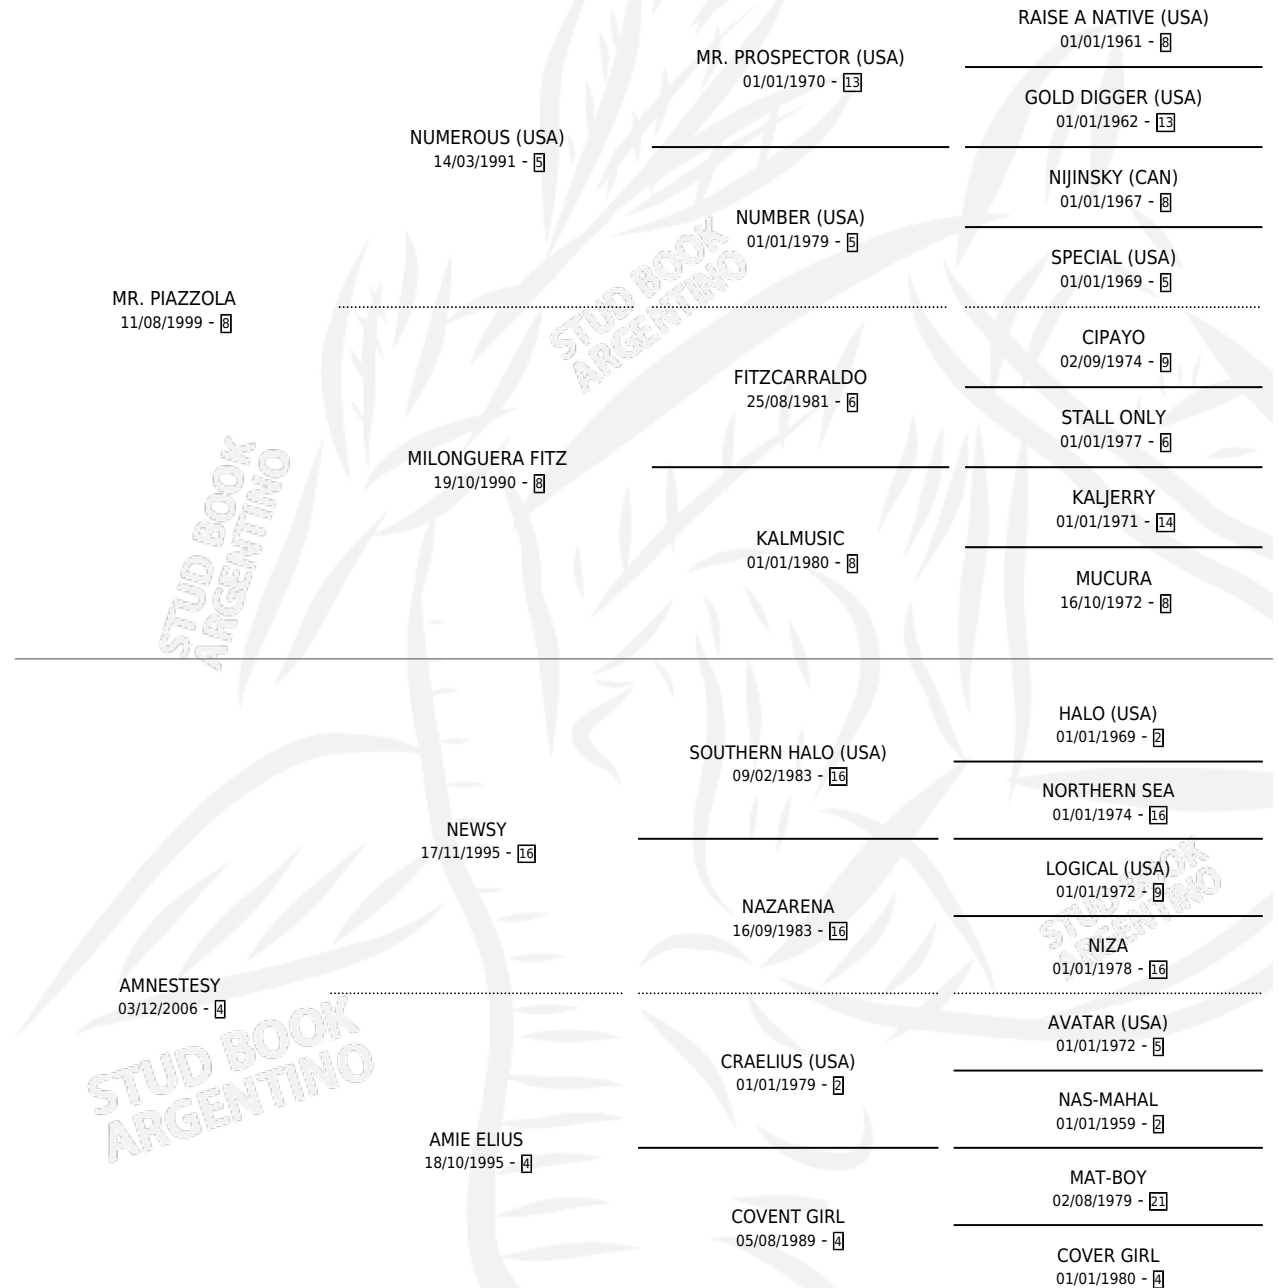 MR. PIAZZOLA
11/08/1999 - 8
NUMEROUS (USA)
14/03/1991 - 5
MR. PROSPECTOR (USA)
01/01/1970 - 13
RAISE A NATIVE (USA)
01/01/1961 - 8
GOLD DIGGER (USA)
01/01/1962 - 13
NUMBER (USA)
01/01/1979 - 5
NIJINSKY (CAN)
01/01/1967 - 8
SPECIAL (USA)
01/01/1969 - 5
MILONGUERA FITZ
19/10/1990 - 8
FITZCARRALDO
25/08/1981 - 6
CIPAYO
02/09/1974 - 9
STALL ONLY
01/01/1977 - 6
KALMUSIC
01/01/1980 - 8
KALJERRY
01/01/1971 - 14
MUCURA
16/10/1972 - 8
AMNESTESY
03/12/2006 - 4
NEWSY
17/11/1995 - 16
SOUTHERN HALO (USA)
09/02/1983 - 16
HALO (USA)
01/01/1969 - 2
NORTHERN SEA
01/01/1974 - 16
NAZARENA
16/09/1983 - 16
LOGICAL (USA)
01/01/1972 - 9
NIZA
01/01/1978 - 16
AMIE ELIUS
18/10/1995 - 4
CRAELIUS (USA)
01/01/1979 - 2
AVATAR (USA)
01/01/1972 - 5
NAS-MAHAL
01/01/1959 - 2
COVENT GIRL
05/08/1989 - 4
MAT-BOY
02/08/1979 - 21
COVER GIRL
01/01/1980 - 4
STUD BOOK
ARGENTINO
STUD BOOK
ARGENTINO
STUD BOOK
ARGENTINO
STUD BOOK
ARGENTINO